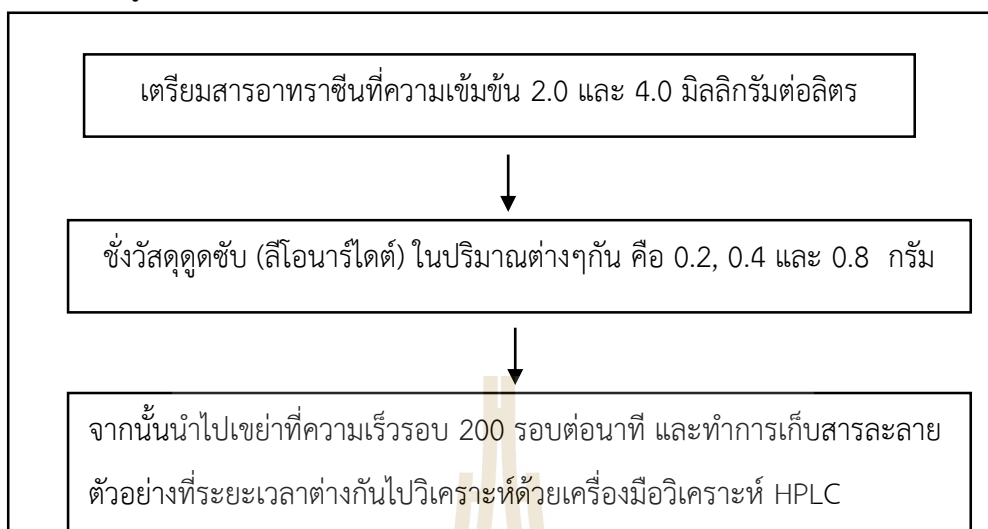 เตรียมสารอาทราซีนที่ความเข้มข้น 2.0 และ 4.0 มิลลิกรัมต่อลิตร
ชั่งวัสดุดูดซับ (ลีโอนาร์ไดต์) ในปริมาณต่างๆกัน คือ 0.2, 0.4 และ 0.8 กรัม
จากนั้นนำไปเขย่าที่ความเร็วรอบ 200 รอบต่อนาที และทำการเก็บสารละลาย
ตัวอย่างที่ระยะเวลาต่างกันไปวิเคราะห์ด้วยเครื่องมือวิเคราะห์ HPLC